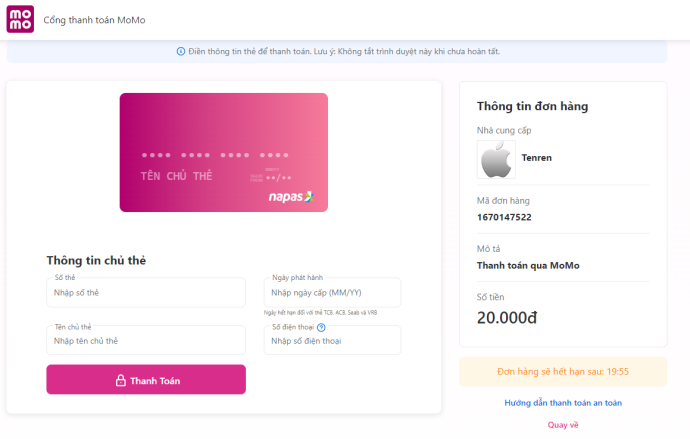 mo
mo
Cổng thanh toán MoMo
Điền thông tin thẻ để thanh toán. Lưu ý: Không tắt trình duyệt này khi chưa hoàn tất.
•••• •••• •••• ••••
TÊN CHỦ THẺ
••/••
napas
Thông tin chủ thẻ
Số thẻ
Nhập số thẻ
Ngày phát hành
Nhập ngày cấp (MM/YY)
Ngày hết hạn đối với thẻ TCB, ACB, Seab và VRB
Tên chủ thẻ
Nhập tên chủ thẻ
Số điện thoại ?
Nhập số điện thoại
Thanh Toán
Thông tin đơn hàng
Nhà cung cấp
Tenren
Mã đơn hàng
1670147522
Mô tả
Thanh toán qua MoMo
Số tiền
20.000đ
Đơn hàng sẽ hết hạn sau: 19:55
Hướng dẫn thanh toán an toàn
Quay về